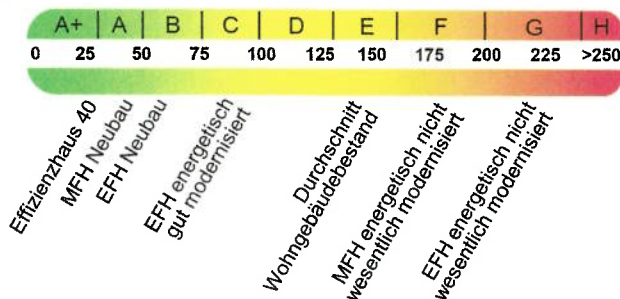 A+ A B C D E F G H
0 25 50 75 100 125 150 175 200 225 >250
Effizienzhaus 40
MFH Neubau
EFH Neubau
EFH energetisch
gut modernisiert
Durchschnitt
Wohngebäudebestand
MFH energetisch nicht
wesentlich modernisiert
EFH energetisch nicht
wesentlich modernisiert